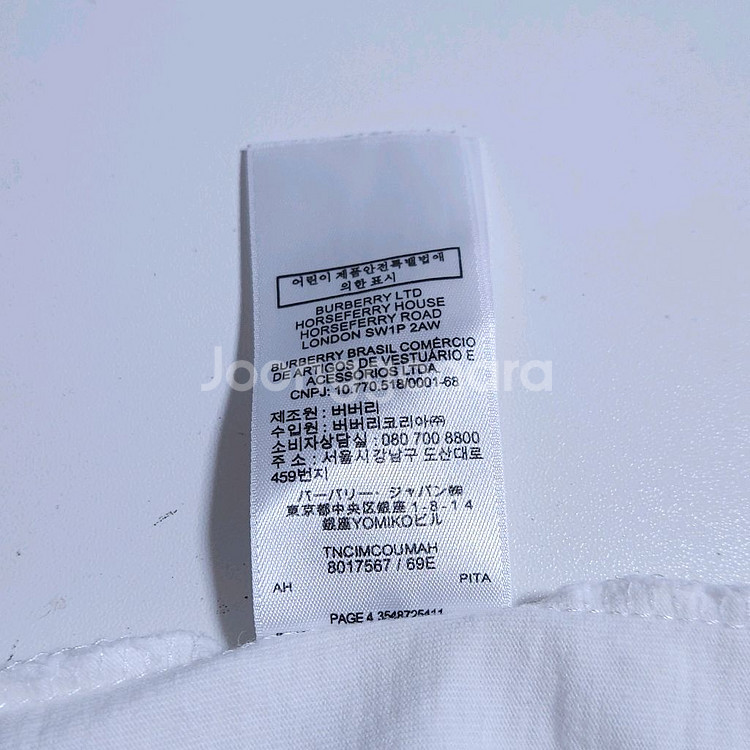 어린이 제품안전특별법에
의한 표시
BURBERRY LTD
HORSEFERRY HOUSE
HORSEFERRY ROAD
LONDON SW1P 2AW
BURBERRY BRASIL COMÉRCIO
DE ARTIGOS DE VESTUÁRIO E
ACESSÓRIOS LTDA.
CNPJ: 10.770.518/0001-68
제조원 : 버버리
수입원 : 버버리코리아㈜
소비자상담실 : 080 700 8800
주 소 : 서울시강남구 도산대로
459번지
バーバリー・ジャパン㈱
東京都中央区銀座1-8-14
銀座YOMIKOビル
TNCIMCOUMAH
8017567 / 69E
AH PITA
PAGE 4 3548725411